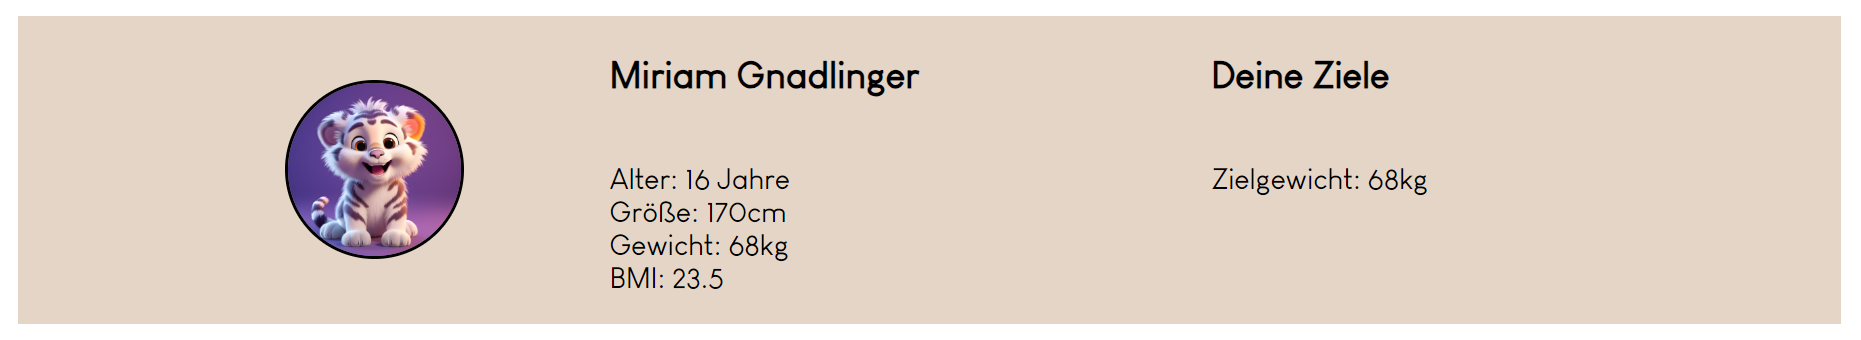 Miriam Gnadlinger
Alter: 16 Jahre
Größe: 170cm
Gewicht: 68kg
BMI: 23.5
Deine Ziele
Zielgewicht: 68kg